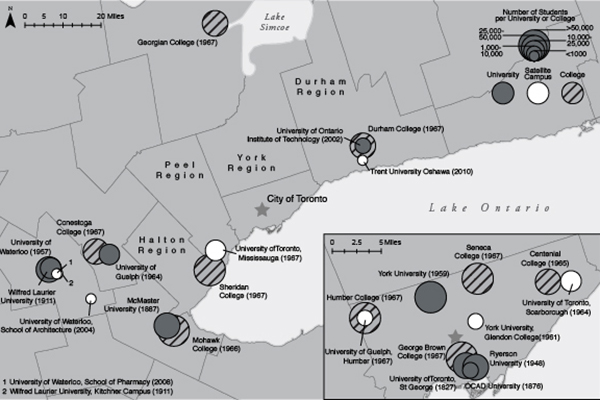 N
0 5 10 20 Miles
Georgian College (1967)
Lake
Simcoe
Number of Students
per University or College
25,000-
50,000
1,000-
10,000
>50,000
10,000-
25,000
<1000
University
Satellite
Campus
College
Durham
Region
University of Ontario
Institute of Technology (2002)
Durham College (1967)
Trent University Oshawa (2010)
Peel
Region
York
Region
City of Toronto
Lake Ontario
Conestoga
College (1967)
University of
Waterloo (1957)
1
2
Wilfred Laurier
University (1911)
University of
Guelph (1964)
Halton
Region
University of Toronto,
Mississauga (1967)
Sheridan
College (1967)
University of Waterloo,
School of Architecture (2004)
McMaster
University (1887)
Mohawk
College (1966)
1 University of Waterloo, School of Pharmacy (2008)
2 Wilfred Laurier University, Kitchner Campus (1911)
0 2.5 5 Miles
Seneca
College (1967)
Centennial
College (1965)
York University (1959)
Humber College (1967)
University of Toronto,
Scarborough (1964)
York University,
Glendon College(1961)
University of Guelph,
Humber (1967)
George Brown
College (1967)
Ryerson
University (1948)
University of Toronto,
St George (1827)
OCAD University (1876)